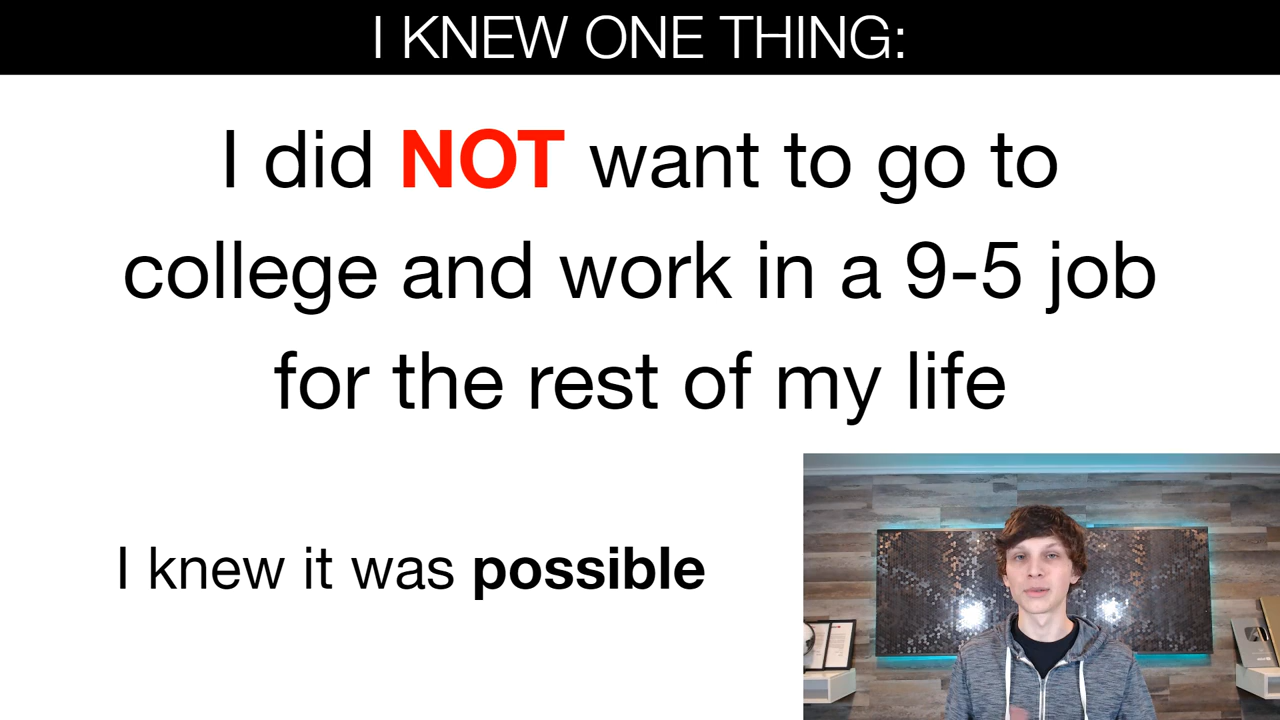 I KNEW ONE THING:
I did NOT want to go to
college and work in a 9-5 job
for the rest of my life
I knew it was possible